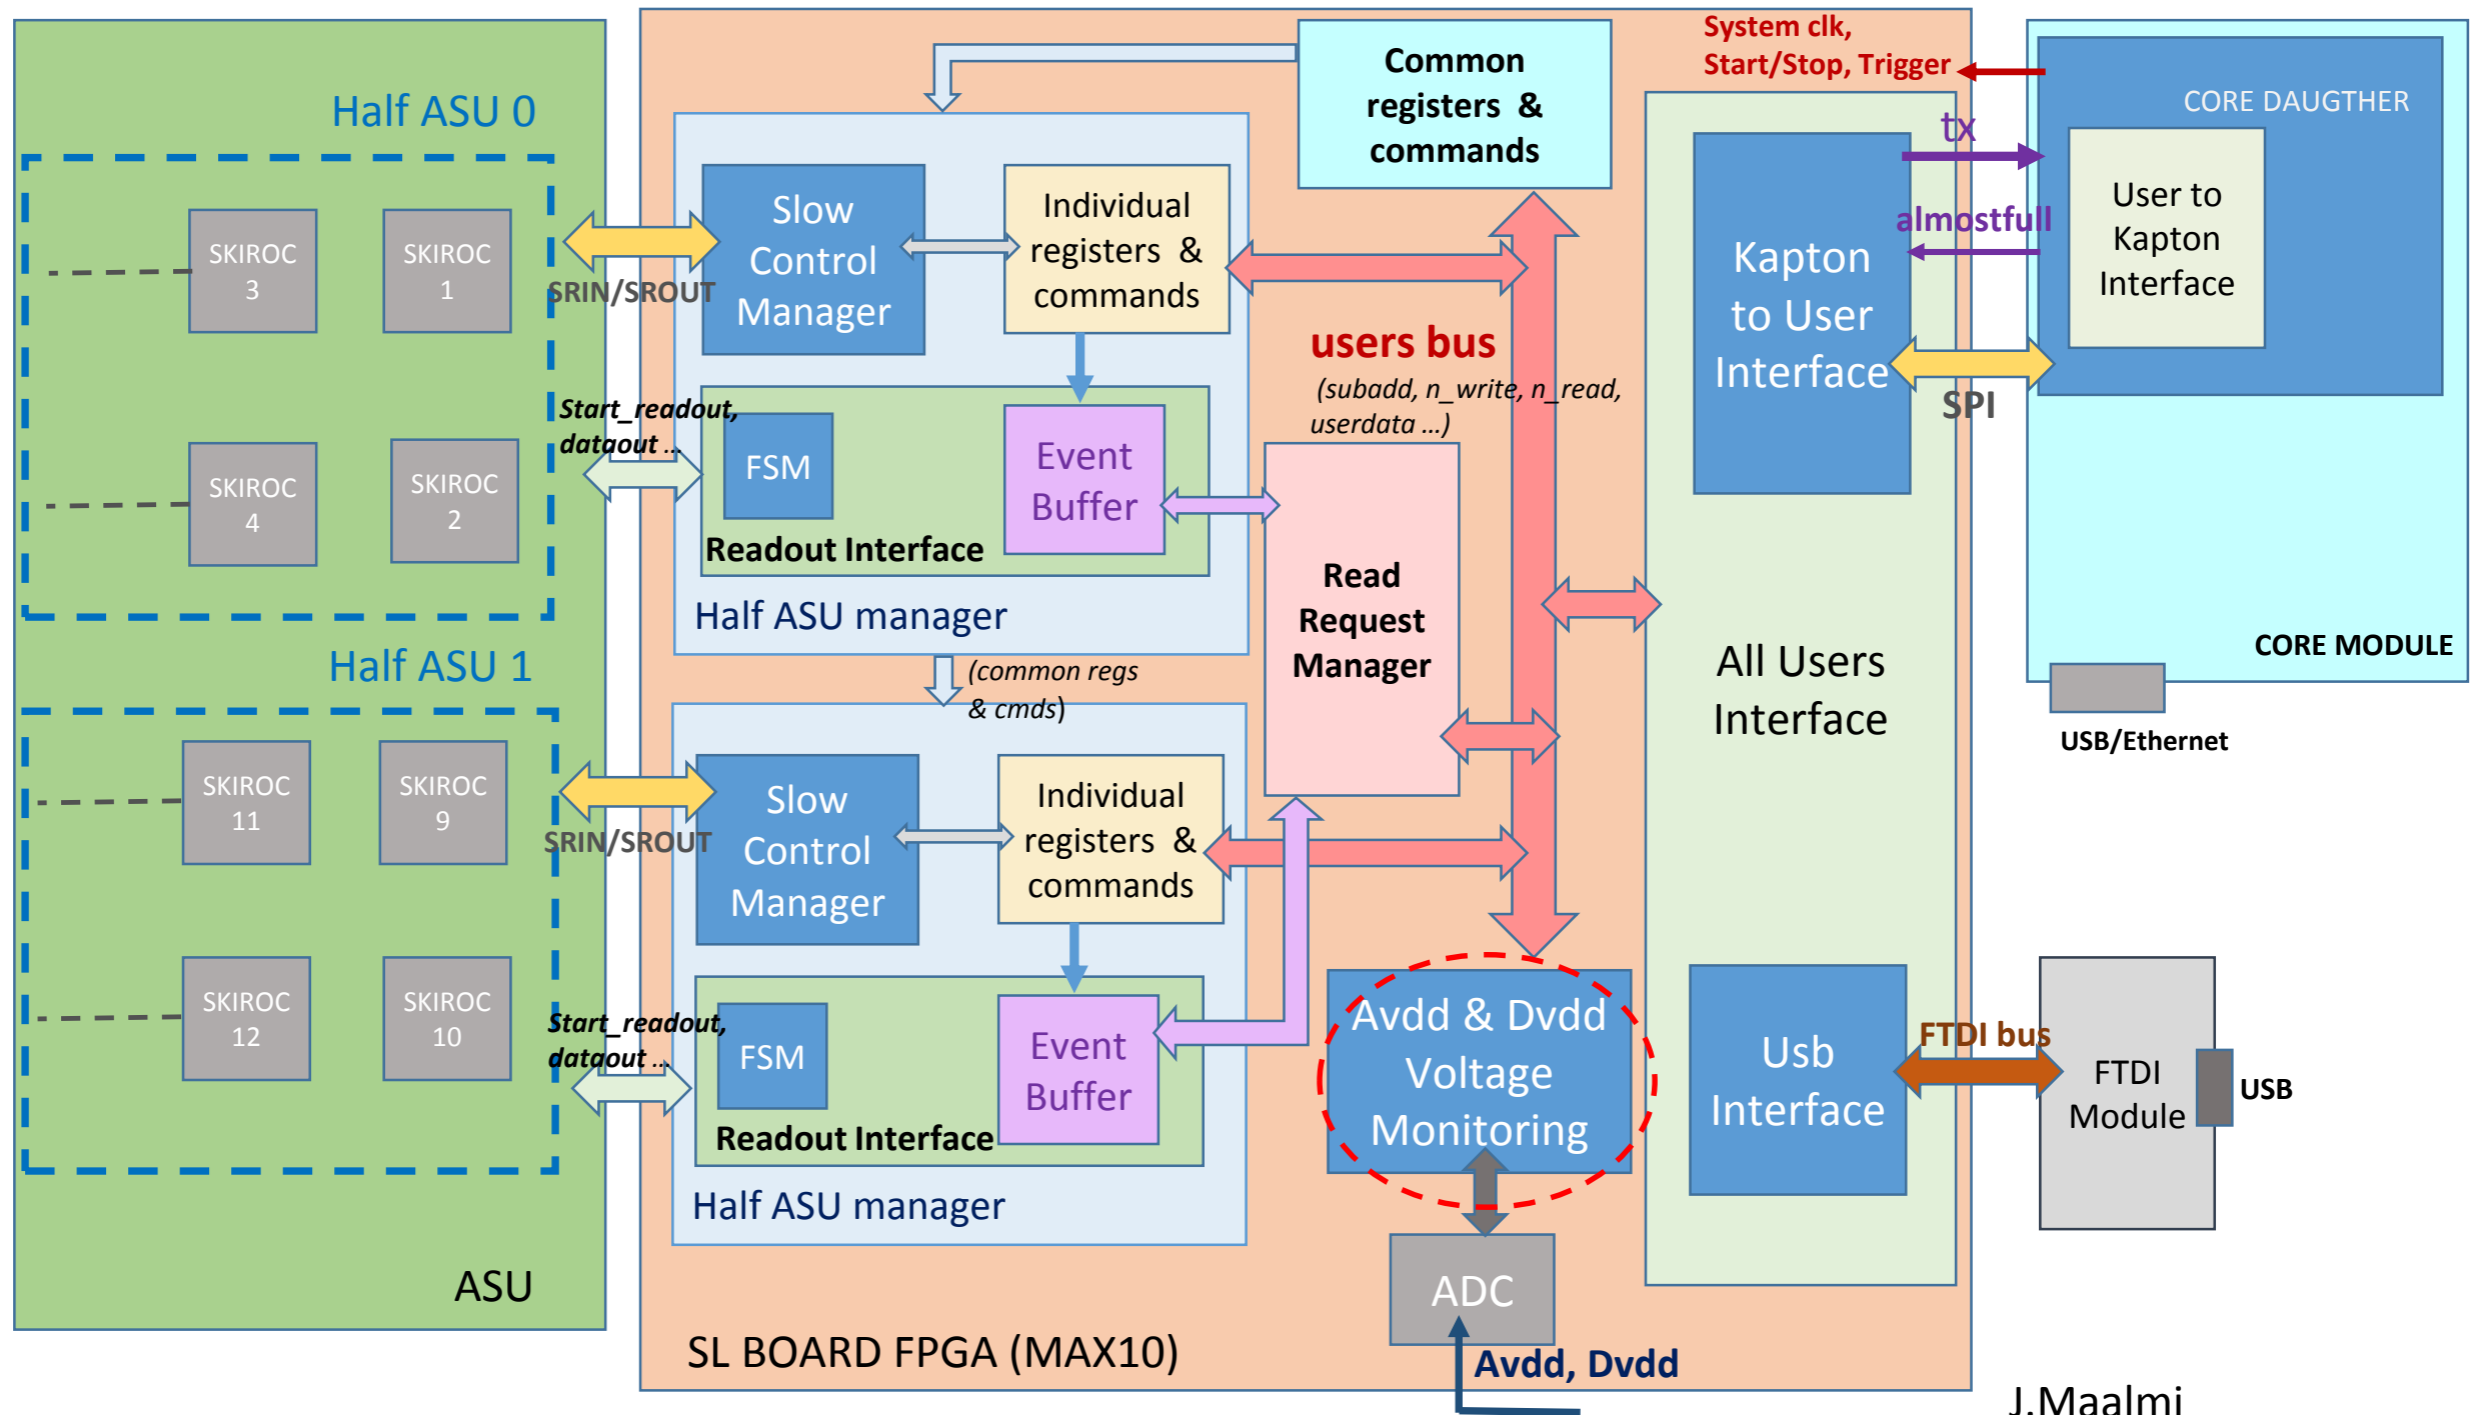 Half ASU 0
SKIROC
3
SKIROC
1
SKIROC
4
SKIROC
2
Half ASU 1
SKIROC
11
SKIROC
9
SKIROC
12
SKIROC
10
ASU
SRIN/SROUT
Start_readout,
dataout ...
SRIN/SROUT
Start_readout,
dataout ...
Slow
Control
Manager
Individual
registers &
commands
FSM
Event
Buffer
Readout Interface
Half ASU manager
(common regs
& cmds)
Slow
Control
Manager
Individual
registers &
commands
FSM
Event
Buffer
Readout Interface
Half ASU manager
SL BOARD FPGA (MAX10)
Common
registers &
commands
users bus
(subadd, n_write, n_read,
userdata ...)
Read
Request
Manager
Avdd & Dvdd
Voltage
Monitoring
ADC
Avdd, Dvdd
System clk,
Start/Stop, Trigger
Kapton
to User
Interface
All Users
Interface
Usb
Interface
tx
almostfull
SPI
FTDI bus
CORE DAUGTHER
User to
Kapton
Interface
CORE MODULE
USB/Ethernet
FTDI
Module
USB
J.Maalmi